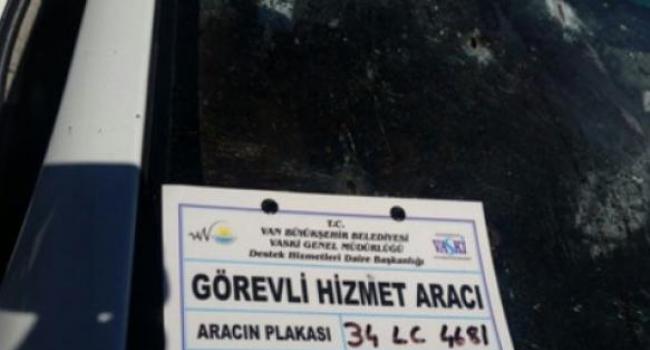 T.C.
VAN BÜYÜKŞEHİR BELEDİYESİ
VASKİ GENEL MÜDÜRLÜĞÜ
Destek Hizmetleri Daire Başkanlığı
VASKİ
GÖREVLİ HİZMET ARACI
ARACIN PLAKASI 34 LC 4681